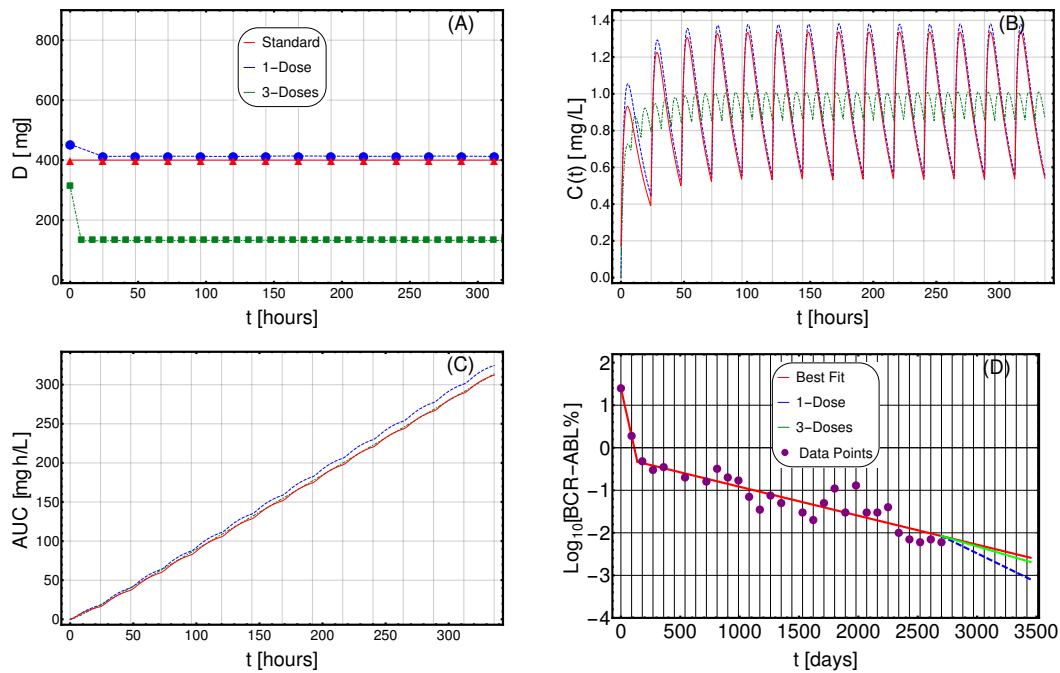 (A)
800
600
400
200
0
D [mg]
Standard
1-Dose
3-Doses
0 50 100 150 200 250 300
t [hours]
(B)
1.4
1.2
1.0
0.8
0.6
0.4
0.2
0.0
C(t) [mg/L]
0 50 100 150 200 250 300
t [hours]
(C)
300
250
200
150
100
50
0
AUC [mg h/L]
0 50 100 150 200 250 300
t [hours]
(D)
2
1
0
-1
-2
-3
-4
Log10[BCR-ABL%]
Best Fit
1-Dose
3-Doses
Data Points
0 500 1000 1500 2000 2500 3000 3500
t [days]